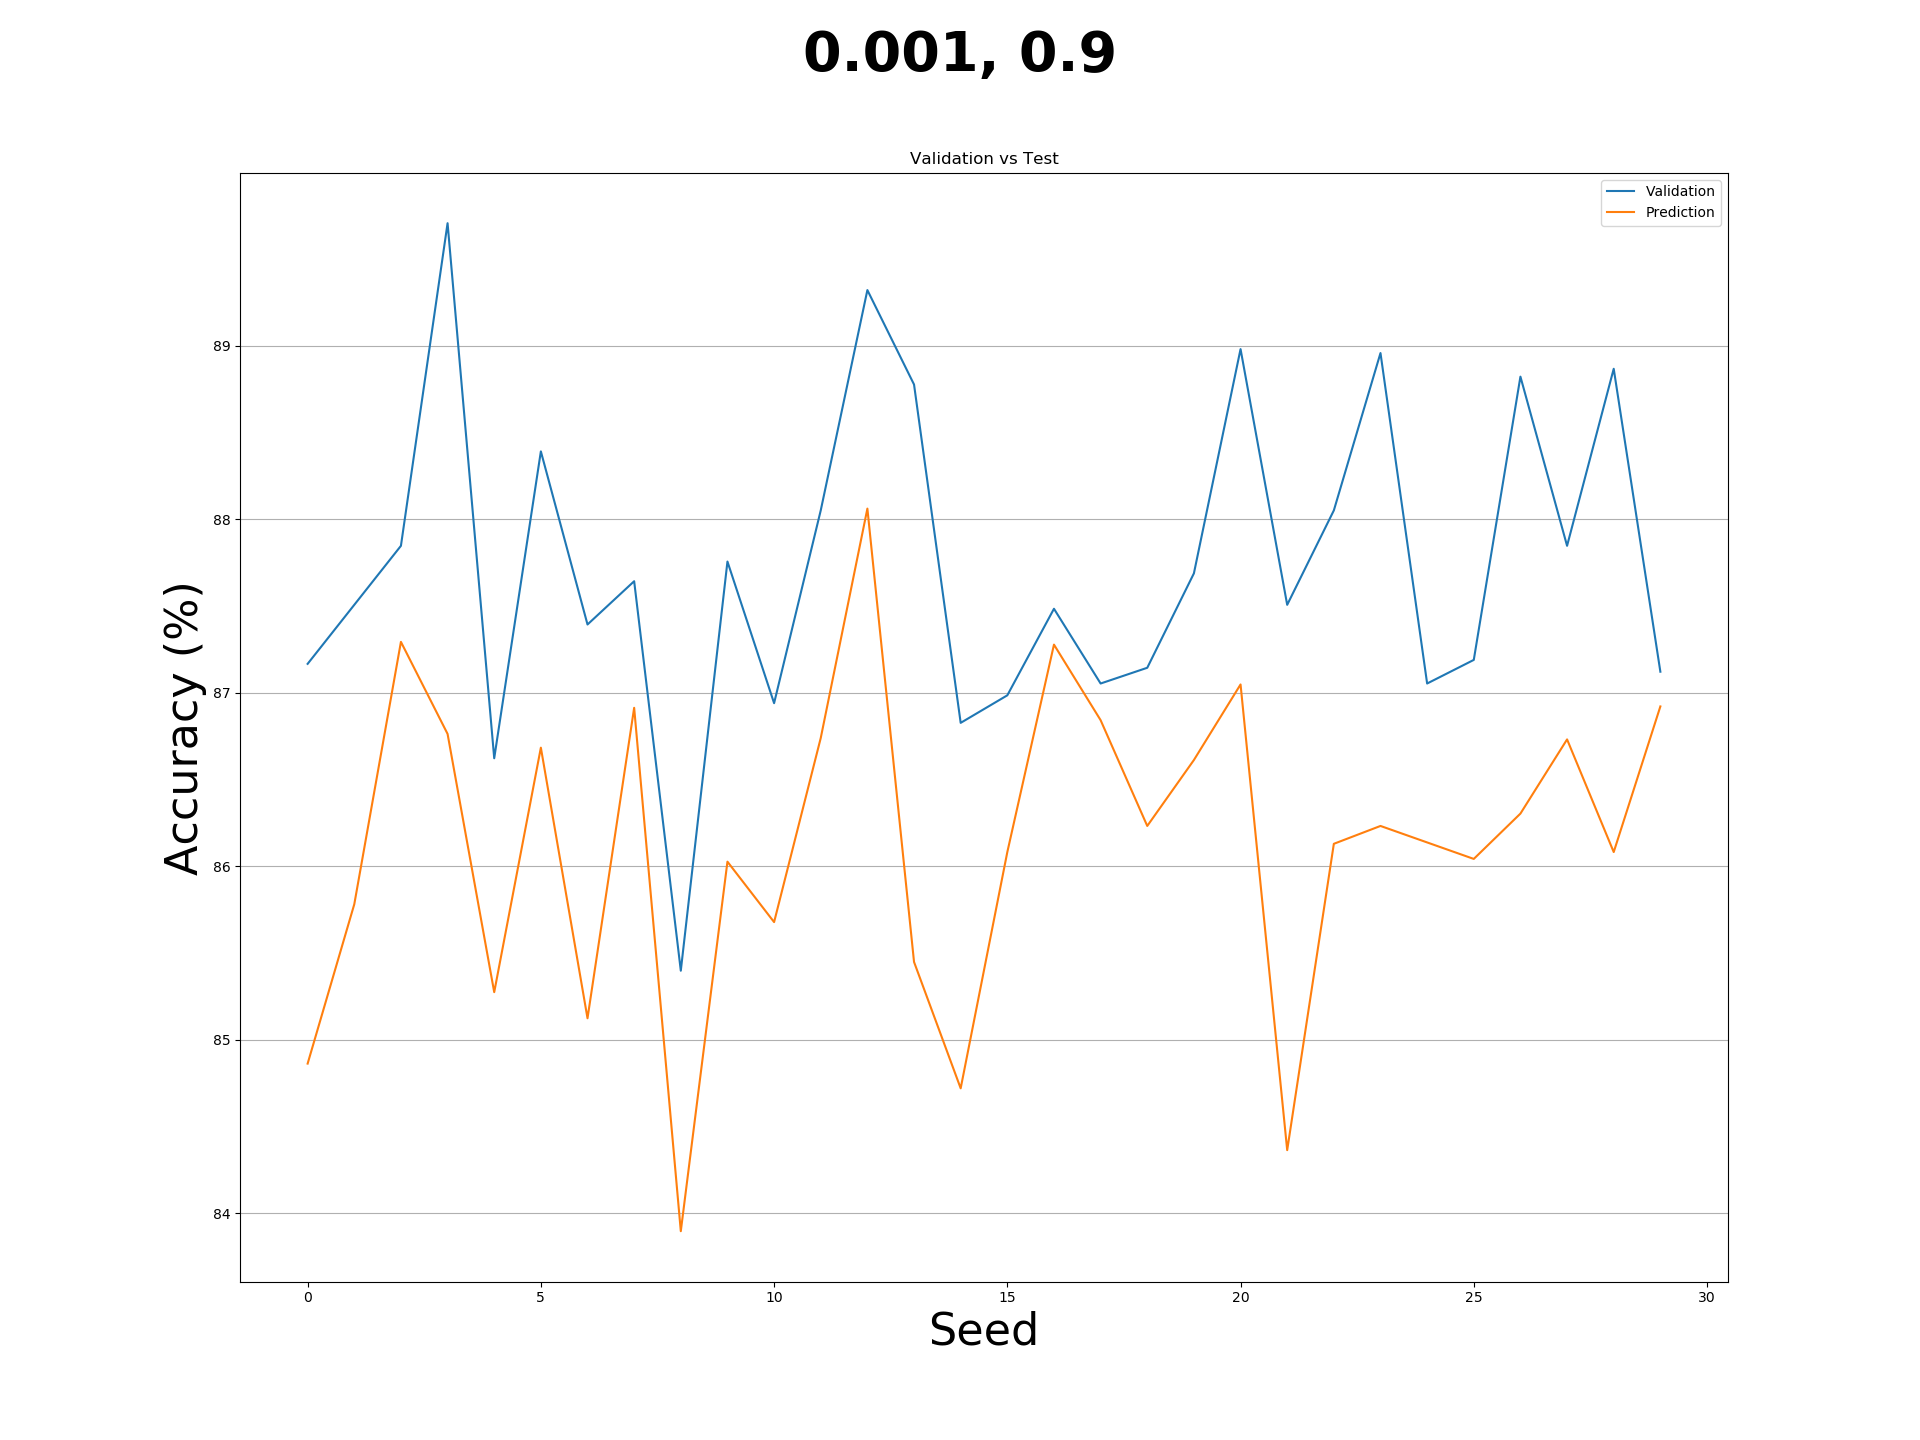 0.001, 0.9
Validation vs Test
Validation
Prediction
Accuracy (%)
89
88
87
86
85
84
0 5 10 15 20 25 30
Seed